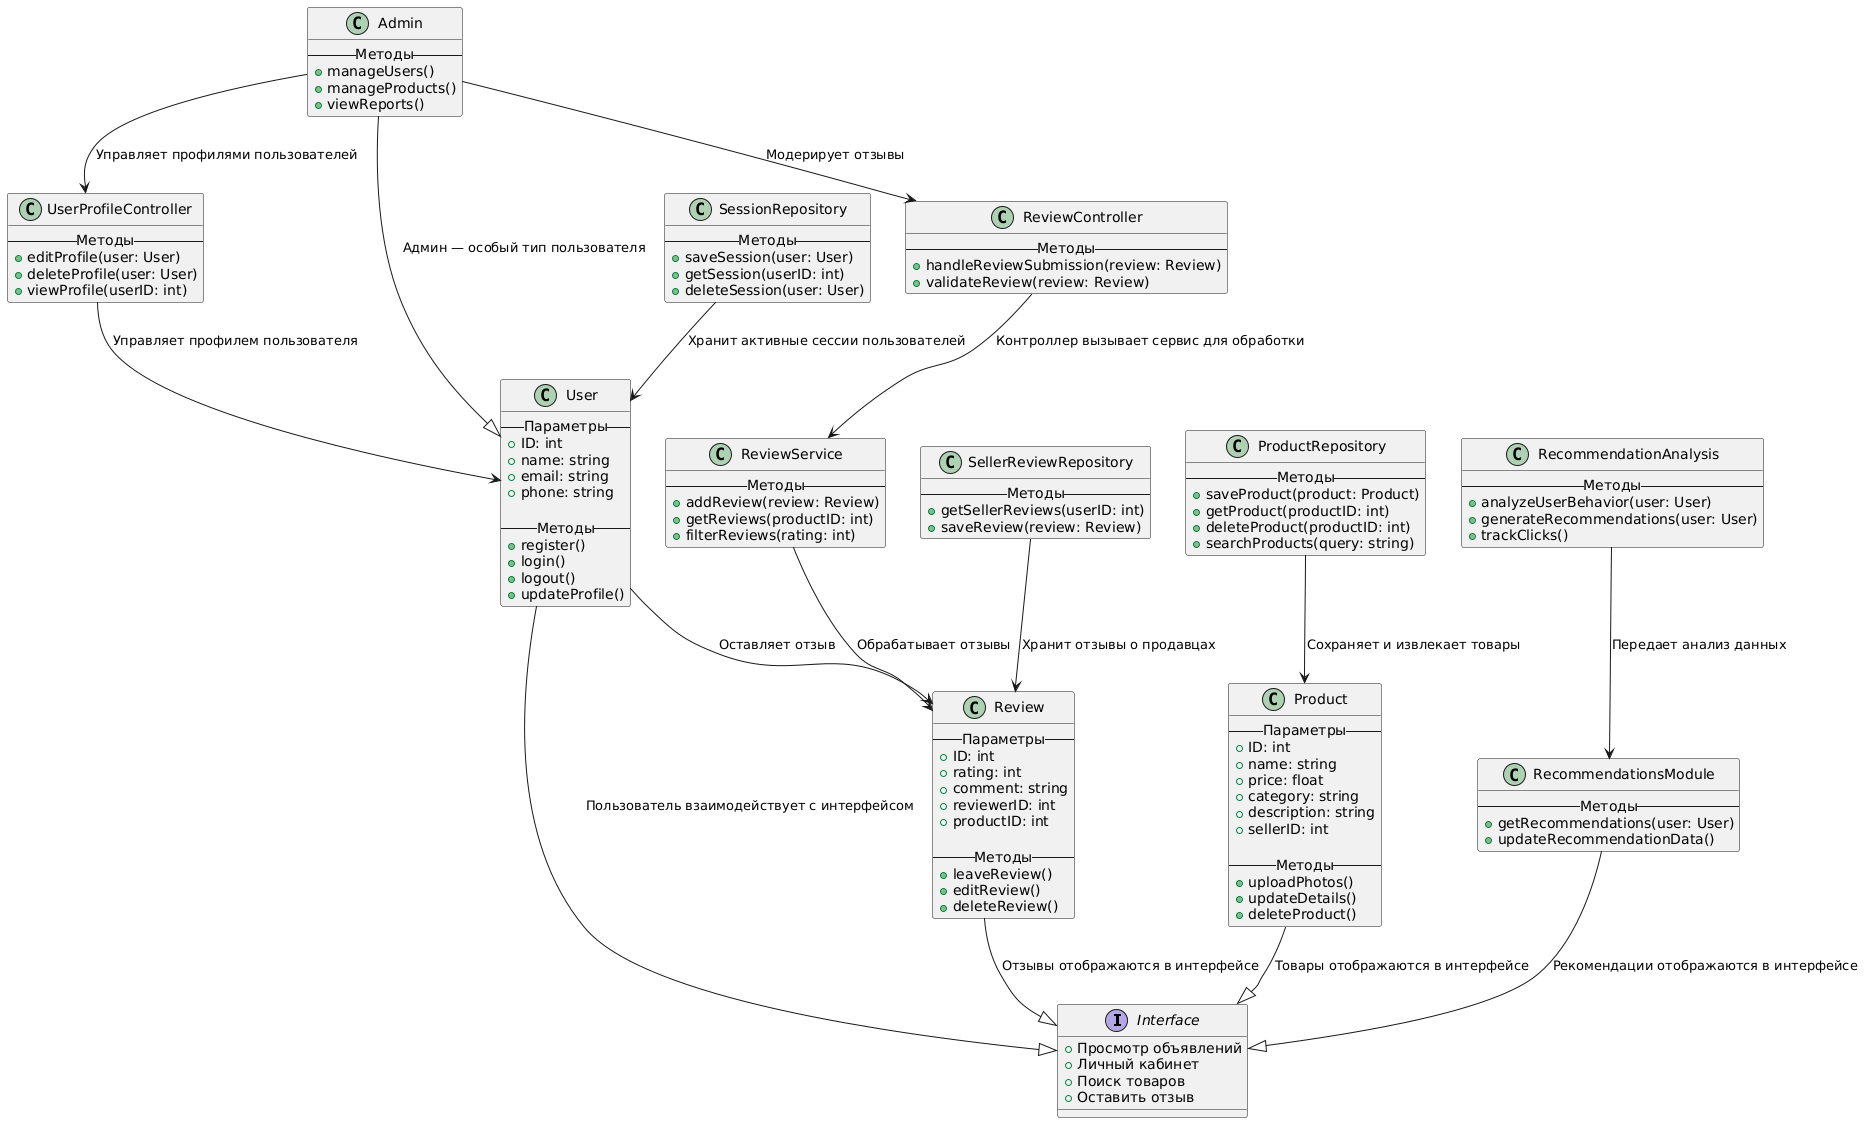 C Admin
Методы
manageUsers()
manageProducts()
viewReports()
Управляет профилями пользователей
Модерирует отзывы
Админ — особый тип пользователя
C UserProfileController
Методы
editProfile(user: User)
deleteProfile(user: User)
viewProfile(userID: int)
C SessionRepository
Методы
saveSession(user: User)
getSession(userID: int)
deleteSession(user: User)
C ReviewController
Методы
handleReviewSubmission(review: Review)
validateReview(review: Review)
Управляет профилем пользователя
Хранит активные сессии пользователей
Контроллер вызывает сервис для обработки
C User
Параметры
ID: int
name: string
email: string
phone: string
Методы
register()
login()
logout()
updateProfile()
C ReviewService
Методы
addReview(review: Review)
getReviews(productID: int)
filterReviews(rating: int)
C SellerReviewRepository
Методы
getSellerReviews(userID: int)
saveReview(review: Review)
C ProductRepository
Методы
saveProduct(product: Product)
getProduct(productID: int)
deleteProduct(productID: int)
searchProducts(query: string)
C RecommendationAnalysis
Методы
analyzeUserBehavior(user: User)
generateRecommendations(user: User)
trackClicks()
Оставляет отзыв
Обрабатывает отзывы
Хранит отзывы о продавцах
Сохраняет и извлекает товары
Передает анализ данных
Пользователь взаимодействует с интерфейсом
C Review
Параметры
ID: int
rating: int
comment: string
reviewerID: int
productID: int
Методы
leaveReview()
editReview()
deleteReview()
C Product
Параметры
ID: int
name: string
price: float
category: string
description: string
sellerID: int
Методы
uploadPhotos()
updateDetails()
deleteProduct()
C RecommendationsModule
Методы
getRecommendations(user: User)
updateRecommendationData()
Отзывы отображаются в интерфейсе
Товары отображаются в интерфейсе
Рекомендации отображаются в интерфейсе
I Interface
Просмотр объявлений
Личный кабинет
Поиск товаров
Оставить отзыв